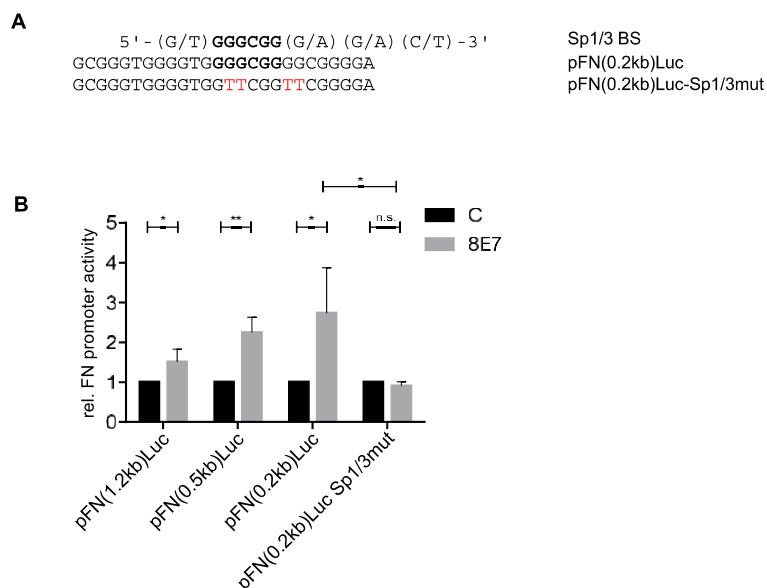 A
5'-(G/T)GGGCGG(G/A)(G/A)(C/T)-3' Sp1/3 BS
GCGGGTGGGGTGGGGCGGGGCGGGGA pFN(0.2kb)Luc
GCGGGTGGGGTGGTTCGGTTCGGGGA pFN(0.2kb)Luc-Sp1/3mut
B
*
* ** * n.s.
C
8E7
rel. FN promoter activity
5
4
3
2
1
0
pFN(1.2kb)Luc
pFN(0.5kb)Luc
pFN(0.2kb)Luc
pFN(0.2kb)Luc Sp1/3mut